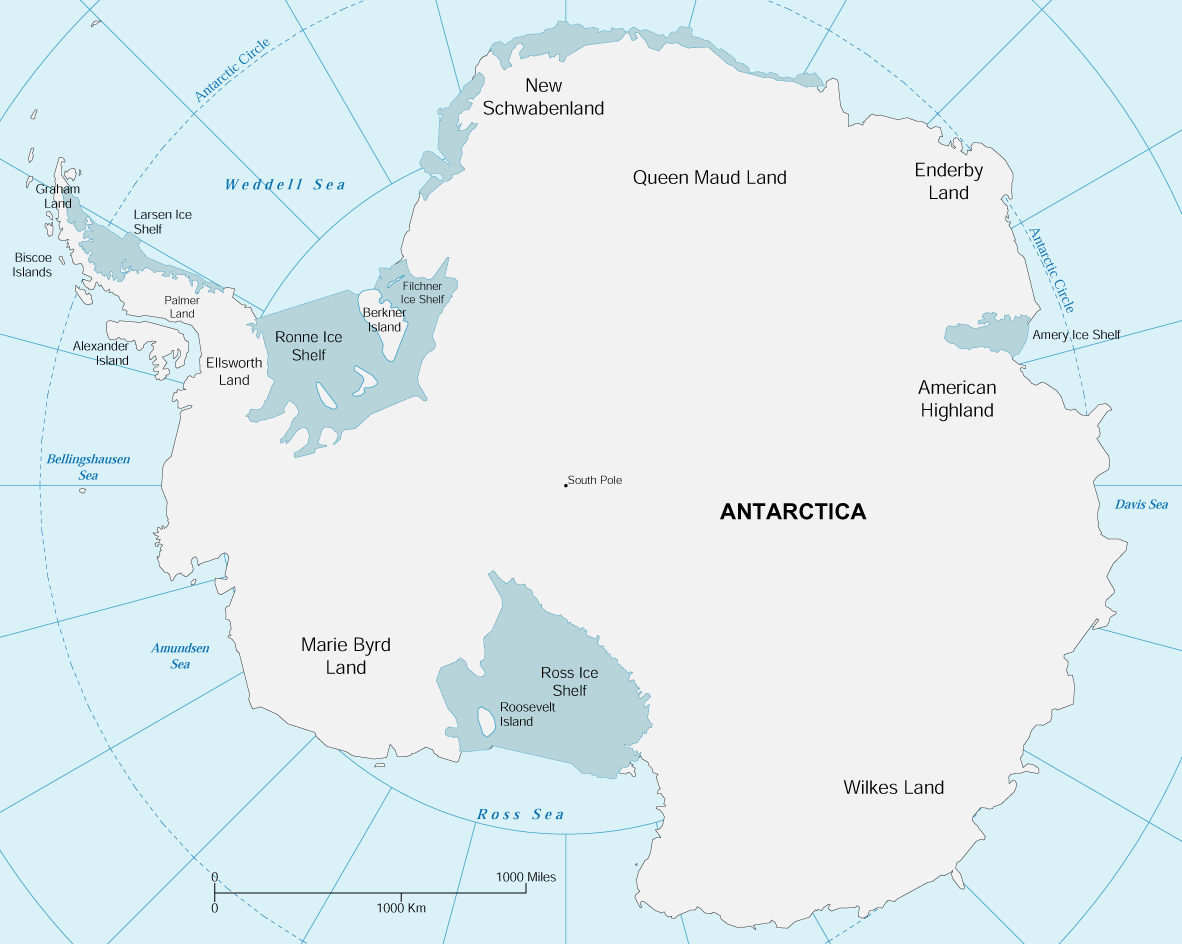 Antarctic Circle
New
Schwabenland
Queen Maud Land
Enderby
Land
Weddell Sea
Graham
Land
Larsen Ice
Shelf
Biscoe
Islands
Antarctic Circle
Filchner
Ice Shelf
Palmer
Land
Berkner
Island
Ronne Ice
Shelf
Alexander
Island
Amery Ice Shelf
Ellsworth
Land
American
Highland
Bellingshausen
Sea
South Pole
ANTARCTICA
Davis Sea
Marie Byrd
Land
Amundsen
Sea
Ross Ice
Shelf
Roosevelt
Island
Wilkes Land
Ross Sea
0
1000 Miles
0
1000 Km